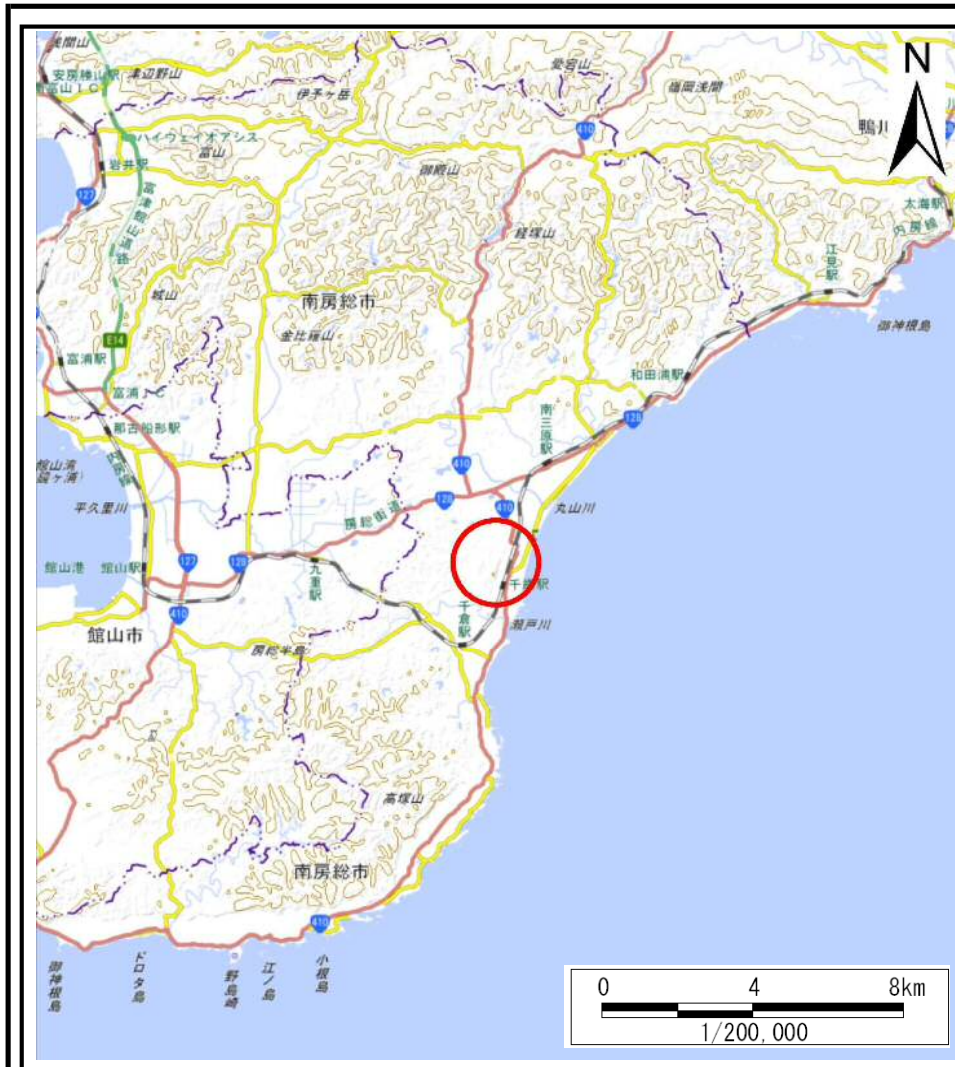 浅間山
安房勝山駅
津辺野山
伊予ヶ岳
愛宕山
嶺岡浅間
N
鴨川
410
ハイウェイオアシス
富山
岩井駅
御殿山
127
富津館山道路
太海駅
内房線
経塚山
江見駅
城山
南房総市
金比羅山
御神根島
E14
富浦駅
富浦IC
和田浦駅
128
那古船形駅
南三原駅
館山湾
410
平久里川
128
410
丸山川
房総街道
館山港
館山駅
127
128
九重駅
千歳駅
410
千倉駅
瀬戸川
館山市
房総半島
高塚山
南房総市
410
御神根島
ドロタ島
野島崎
江ノ島
小根島
100
300
100
0 4 8km
1/200,000